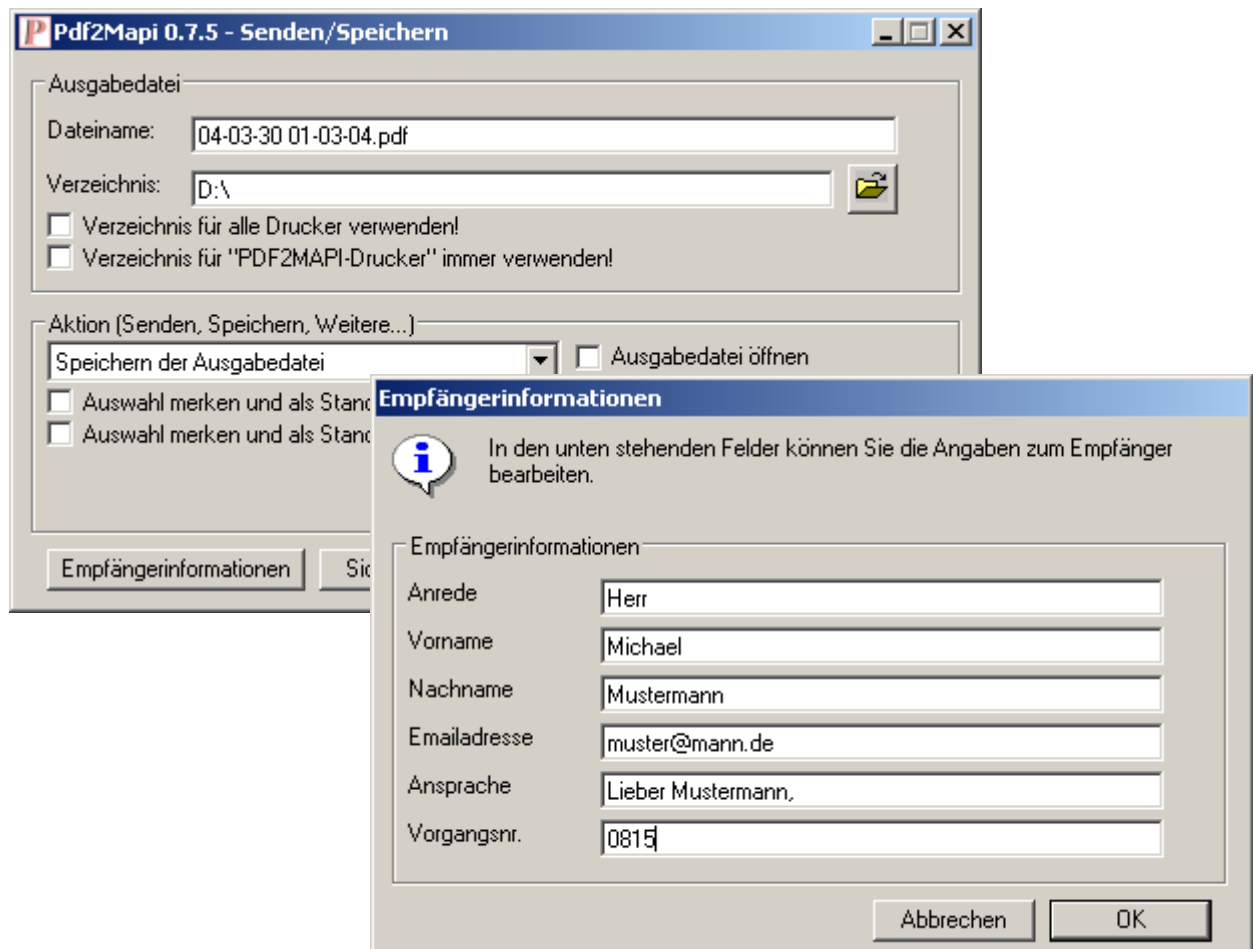 Pdf2Mapi 0.7.5 - Senden/Speichern
Ausgabedatei
Dateiname: 04-03-30 01-03-04.pdf
Verzeichnis: D:\
Verzeichnis für alle Drucker verwenden!
Verzeichnis für "PDF2MAPI-Drucker" immer verwenden!
Aktion (Senden, Speichern, Weitere...)
Speichern der Ausgabedatei Ausgabedatei öffnen
Auswahl merken und als Stand
Auswahl merken und als Stand
Empfängerinformationen
Empfängerinformationen
In den unten stehenden Felder können Sie die Angaben zum Empfänger
bearbeiten.
Empfängerinformationen
Anrede Herr
Vorname Michael
Nachname Mustermann
Emailadresse muster@mann.de
Ansprache Lieber Mustermann,
Vorgangsnr. 0815
Abbrechen OK